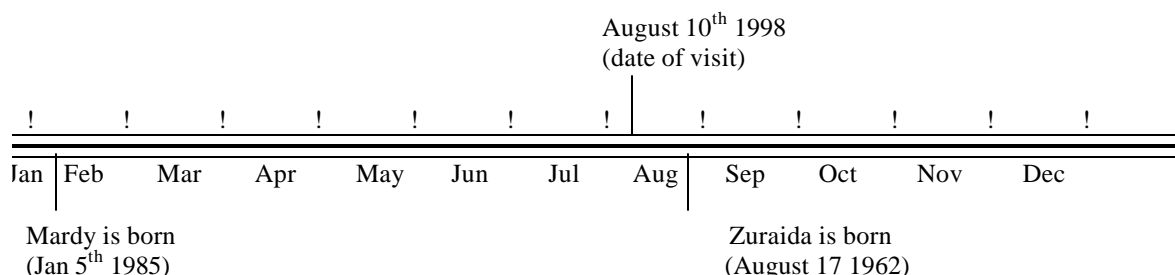 August 10th 1998
(date of visit)
! ! ! ! ! ! ! ! ! ! ! !
Jan Feb Mar Apr May Jun Jul Aug Sep Oct Nov Dec
Mardy is born Zuraida is born
(Jan 5th 1985) (August 17 1962)